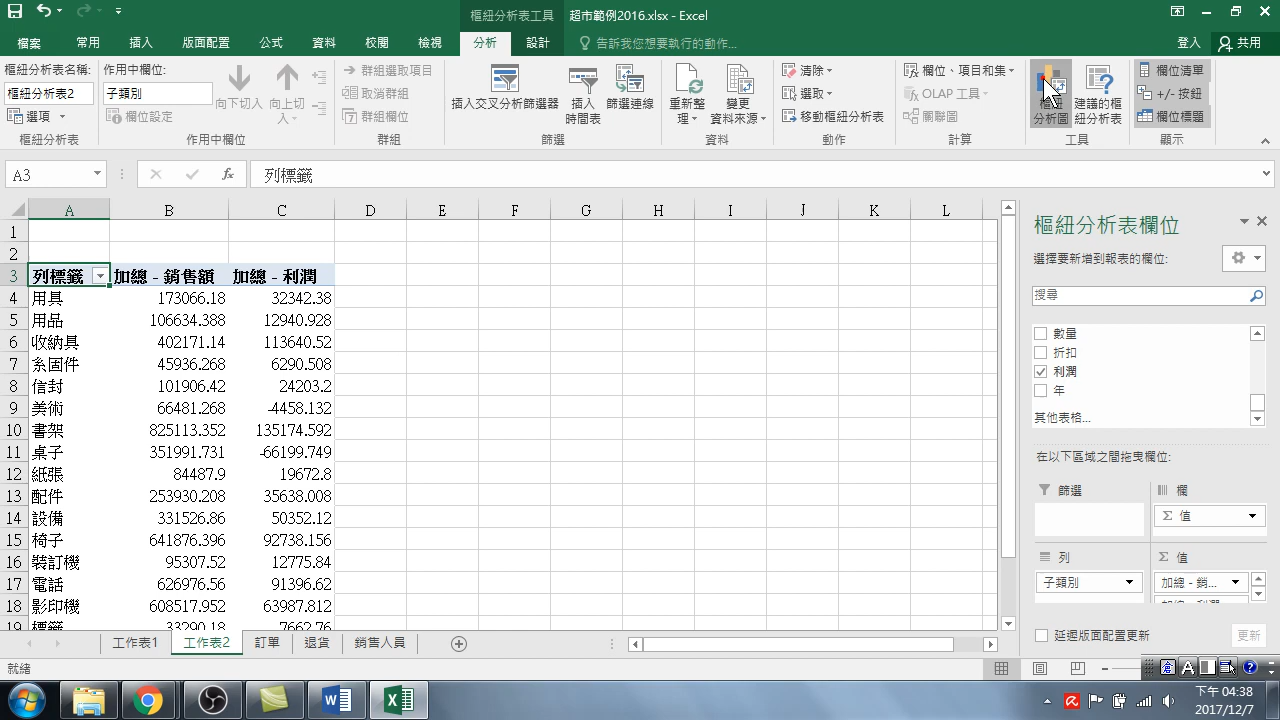 樞紐分析表工具
超市範例2016.xlsx - Excel
檔案 常用 插入 版面配置 公式 資料 校閱 檢視 分析 設計 告訴我您想要執行的動作... 登入 共用
樞紐分析表名稱: 作用中欄位:
樞紐分析表2 子類別
選項 欄位設定
向下切入 向上切入
群組選取項目
取消群組
群組欄位
插入交叉分析篩選器 插入時間表 篩選連線
重新整理 變更資料來源
清除
選取
移動樞紐分析表
欄位、項目和集
OLAP 工具
關聯圖
分析圖 建議的樞紐分析表
欄位清單
+/- 按鈕
欄位標題
樞紐分析表 作用中欄位 群組 篩選 資料 動作 計算 工具 顯示
A3 fx 列標籤
A B C D E F G H I J K L
1
2
3 列標籤 加總 - 銷售額 加總 - 利潤
4 用具 173066.18 32342.38
5 用品 106634.388 12940.928
6 收納具 402171.14 113640.52
7 系固件 45936.268 6290.508
8 信封 101906.42 24203.2
9 美術 66481.268 -4458.132
10 書架 825113.352 135174.592
11 桌子 351991.731 -66199.749
12 紙張 84487.9 19672.8
13 配件 253930.208 35638.008
14 設備 331526.86 50352.12
15 椅子 641876.396 92738.156
16 裝訂機 95307.52 12775.84
17 電話 626976.56 91396.62
18 影印機 608517.952 63987.812
19 標籤 33290.18 7662.76
樞紐分析表欄位
選擇要新增到報表的欄位:
搜尋
數量
折扣
利潤
年
其他表格...
在以下區域之間拖曳欄位:
篩選 欄
Σ 值
列 Σ 值
子類別 加總 - 銷...
加總 - 利潤
延遲版面配置更新 更新
工作表1 工作表2 訂單 退貨 銷售人員
就緒
下午 04:38
2017/12/7